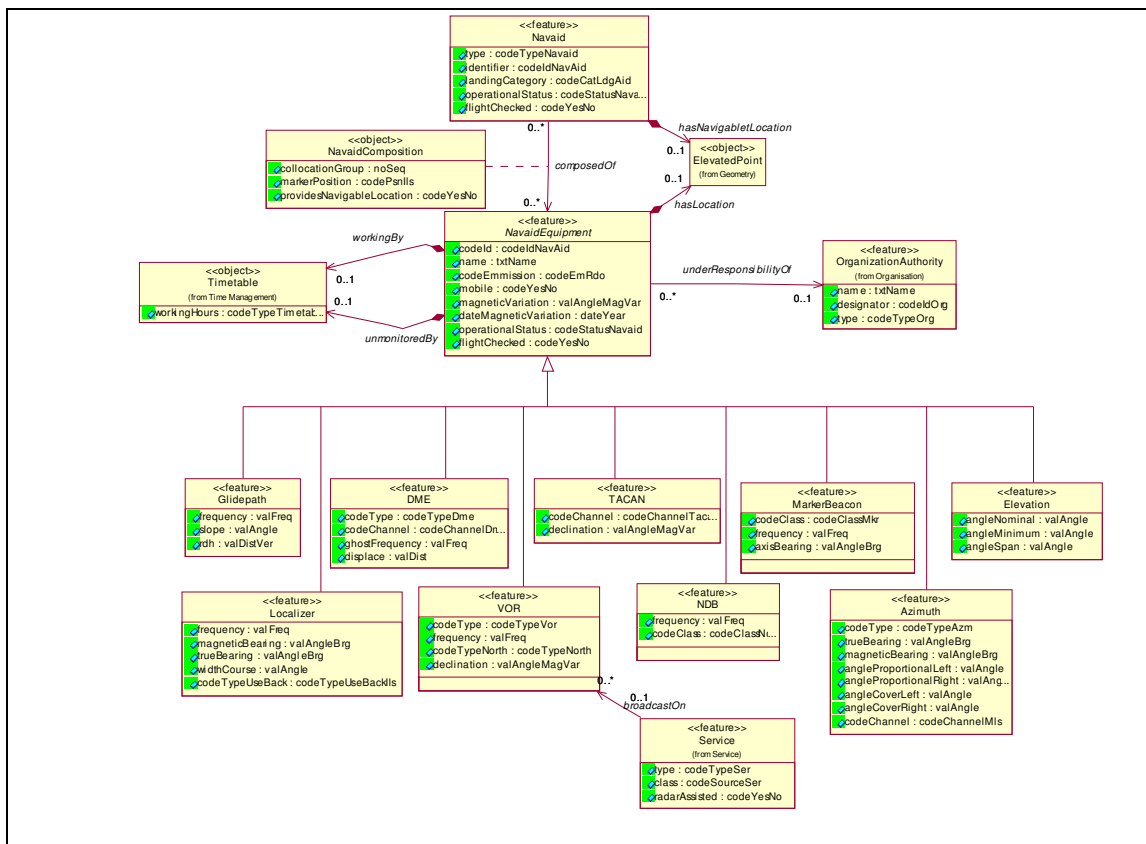 <<feature>>
Navaid
type : codeTypeNavaid
identifier : codeIdNavAid
landingCategory : codeCatLdgAid
operationalStatus : codeStatusNava...
flightChecked : codeYesNo
0..*
hasNavigabletLocation
0..1
<<object>>
NavaidComposition
collocationGroup : noSeq
markerPosition : codePsnIls
providesNavigableLocation : codeYesNo
composedOf
<<object>>
ElevatedPoint
(from Geometry)
0..1
hasLocation
0..*
<<feature>>
NavaidEquipment
codeId : codeIdNavAid
name : txtName
codeEmmission : codeEmRdo
mobile : codeYesNo
magneticVariation : valAngleMagVar
dateMagneticVariation : dateYear
operationalStatus : codeStatusNavaid
flightChecked : codeYesNo
workingBy
0..1
<<object>>
Timetable
(from Time Management)
workingHours : codeTypeTimetab...
0..1
unmonitoredBy
underResponsibilityOf
0..*
0..1
<<feature>>
OrganizationAuthority
(from Organisation)
name : txtName
designator : codeIdOrg
type : codeTypeOrg
<<feature>>
Glidepath
frequency : valFreq
slope : valAngle
rdh : valDistVer
<<feature>>
DME
codeType : codeTypeDme
codeChannel : codeChannelDm...
ghostFrequency : valFreq
displace : valDist
<<feature>>
TACAN
codeChannel : codeChannelTaca...
declination : valAngleMagVar
<<feature>>
MarkerBeacon
codeClass : codeClassMkr
frequency : valFreq
axisBearing : valAngleBrg
<<feature>>
Elevation
angleNominal : valAngle
angleMinimum : valAngle
angleSpan : valAngle
<<feature>>
Localizer
frequency : valFreq
magneticBearing : valAngleBrg
trueBearing : valAngleBrg
widthCourse : valAngle
codeTypeUseBack : codeTypeUseBackIls
<<feature>>
VOR
codeType : codeTypeVor
frequency : valFreq
codeTypeNorth : codeTypeNorth
declination : valAngleMagVar
<<feature>>
NDB
frequency : valFreq
codeClass : codeClassN...
<<feature>>
Azimuth
codeType : codeTypeAzm
trueBearing : valAngleBrg
magneticBearing : valAngleBrg
angleProportionalLeft : valAngle
angleProportionalRight : valAng...
angleCoverLeft : valAngle
angleCoverRight : valAngle
codeChannel : codeChannelMls
0..*
0..1
broadcastOn
<<feature>>
Service
(from Service)
type : codeTypeSer
class : codeSourceSer
radarAssisted : codeYesNo